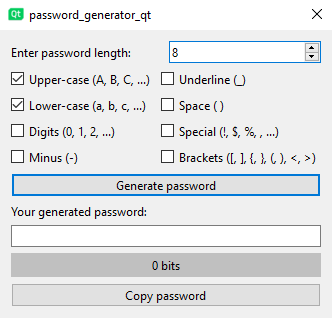 Qt password_generator_qt
Enter password length: 8
Upper-case (A, B, C, ...) Underline (_)
Lower-case (a, b, c, ...) Space ( )
Digits (0, 1, 2, ...) Special (!, $, %, , ...)
Minus (-) Brackets ([, ], {, }, (, ), <, >)
Generate password
Your generated password:
0 bits
Copy password